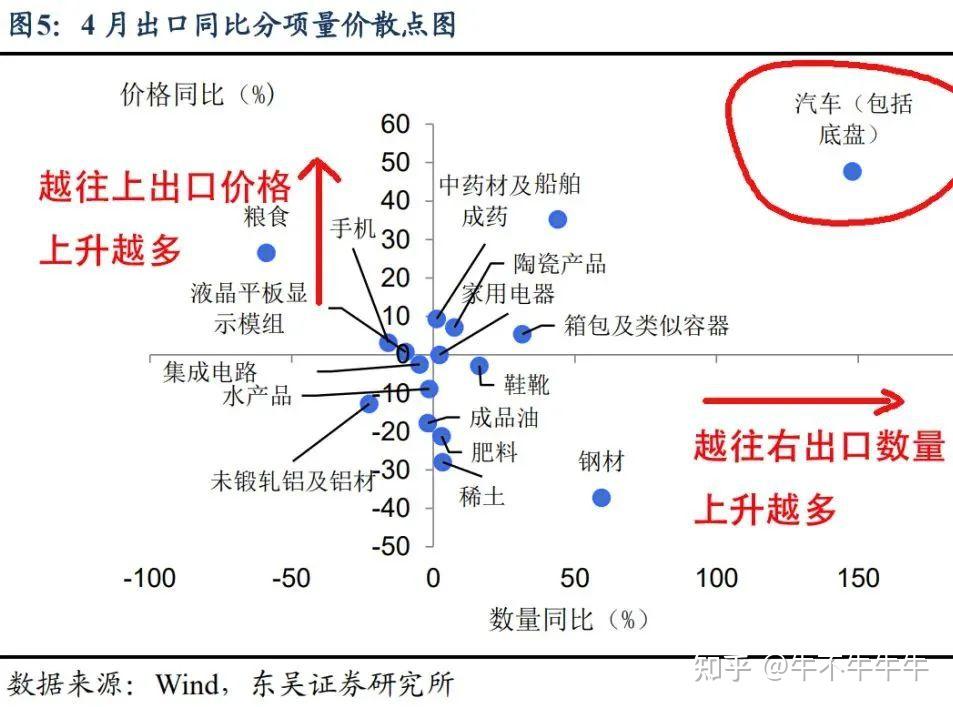 图5：4 月出口同比分项量价散点图
价格同比（%）
汽车（包括
底盘）
60
50
40
30
20
10
0
-10
-20
-30
-40
-50
越往上出口价格
上升越多
粮食
手机
中药材及
成药
船舶
陶瓷产品
家用电器
液晶平板显
示模组
箱包及类似容器
集成电路
水产品
鞋靴
成品油
肥料
未锻轧铝及铝材
稀土
钢材
越往右出口数量
上升越多
-100
-50
0
50
100
150
数量同比（%）
知乎 @牛不牛牛牛
数据来源：Wind，东吴证券研究所